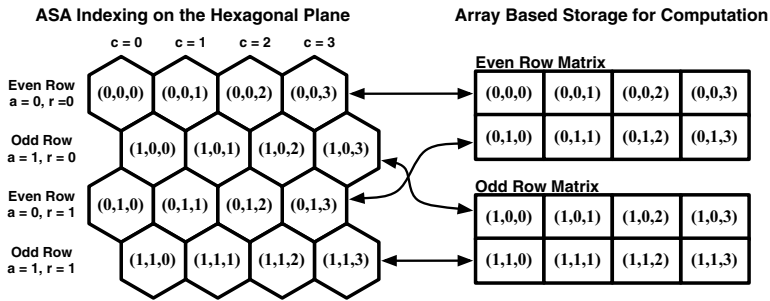 ASA Indexing on the Hexagonal Plane
Array Based Storage for Computation
c = 0 c = 1 c = 2 c = 3
Even Row
a = 0, r =0
(0,0,0) (0,0,1) (0,0,2) (0,0,3)
Odd Row
a = 1, r = 0
(1,0,0) (1,0,1) (1,0,2) (1,0,3)
Even Row
a = 0, r = 1
(0,1,0) (0,1,1) (0,1,2) (0,1,3)
Odd Row
a = 1, r = 1
(1,1,0) (1,1,1) (1,1,2) (1,1,3)
Even Row Matrix
(0,0,0) (0,0,1) (0,0,2) (0,0,3)
(0,1,0) (0,1,1) (0,1,2) (0,1,3)
Odd Row Matrix
(1,0,0) (1,0,1) (1,0,2) (1,0,3)
(1,1,0) (1,1,1) (1,1,2) (1,1,3)